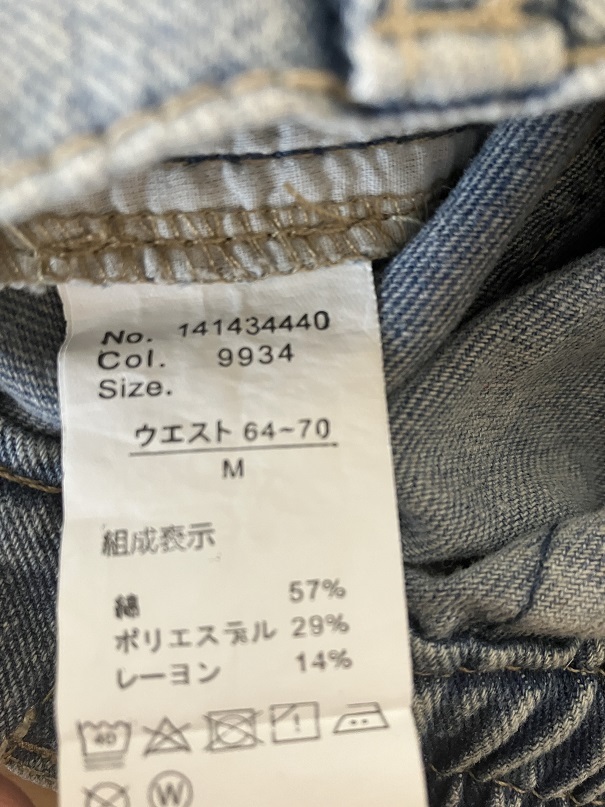 No. 141434440
Col. 9934
Size.
ウエスト 64~70
M
組成表示
綿 57%
ポリエステル 29%
レーヨン 14%
40
W